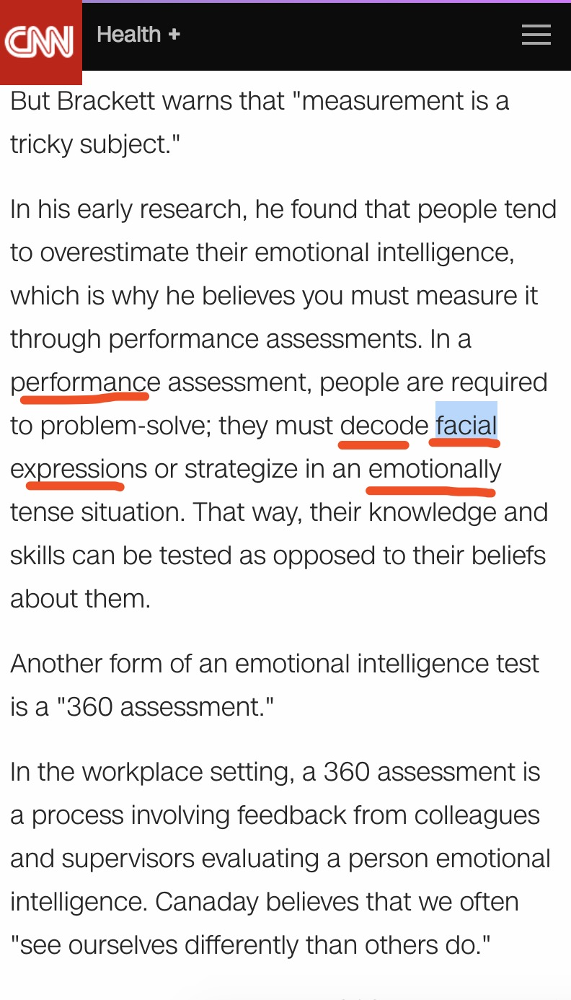 CNN
Health +
But Brackett warns that "measurement is a
tricky subject."
In his early research, he found that people tend
to overestimate their emotional intelligence,
which is why he believes you must measure it
through performance assessments. In a
performance assessment, people are required
to problem-solve; they must decode facial
expressions or strategize in an emotionally
tense situation. That way, their knowledge and
skills can be tested as opposed to their beliefs
about them.
Another form of an emotional intelligence test
is a "360 assessment."
In the workplace setting, a 360 assessment is
a process involving feedback from colleagues
and supervisors evaluating a person emotional
intelligence. Canaday believes that we often
"see ourselves differently than others do."